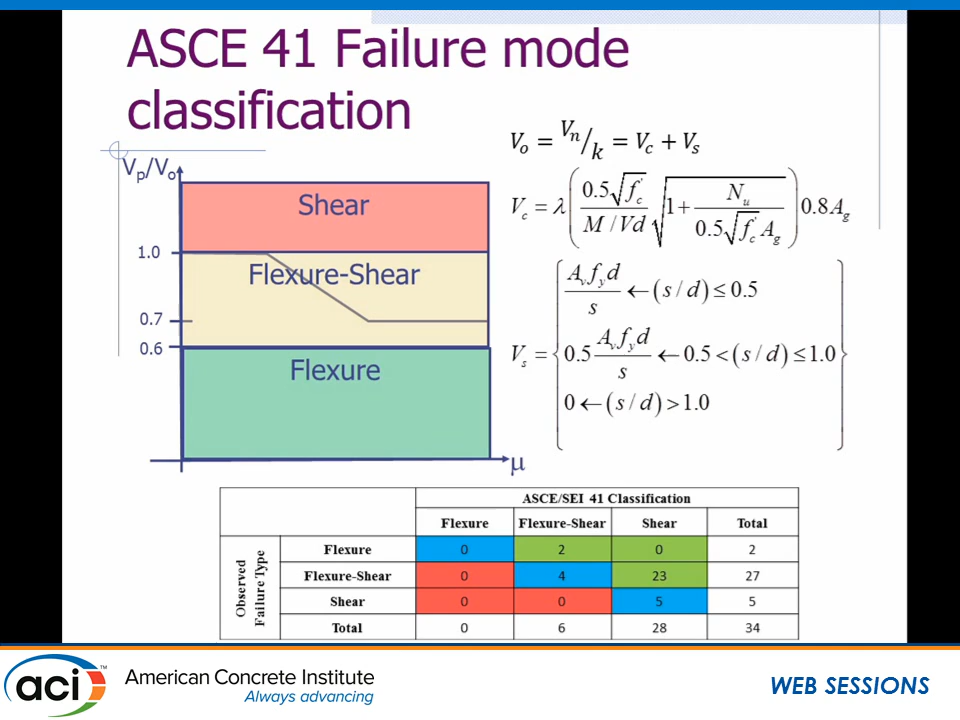 ASCE 41 Failure mode
classification
Vp/Vo
Shear
1.0
Flexure-Shear
0.7
0.6
Flexure
μ
V_o = V_n/k = V_c + V_s
V_c = λ ( 0.5√f'_c / (M / Vd) √(1 + N_u / (0.5√f'_c A_g)) ) 0.8A_g
V_s = { A_v f_y d / s ← (s / d) ≤ 0.5
0.5 A_v f_y d / s ← 0.5 < (s / d) ≤ 1.0
0 ← (s / d) > 1.0 }
ASCE/SEI 41 Classification
Flexure Flexure-Shear Shear Total
Observed
Failure Type
Flexure 0 2 0 2
Flexure-Shear 0 4 23 27
Shear 0 0 5 5
Total 0 6 28 34
aci™
American Concrete Institute
Always advancing
WEB SESSIONS